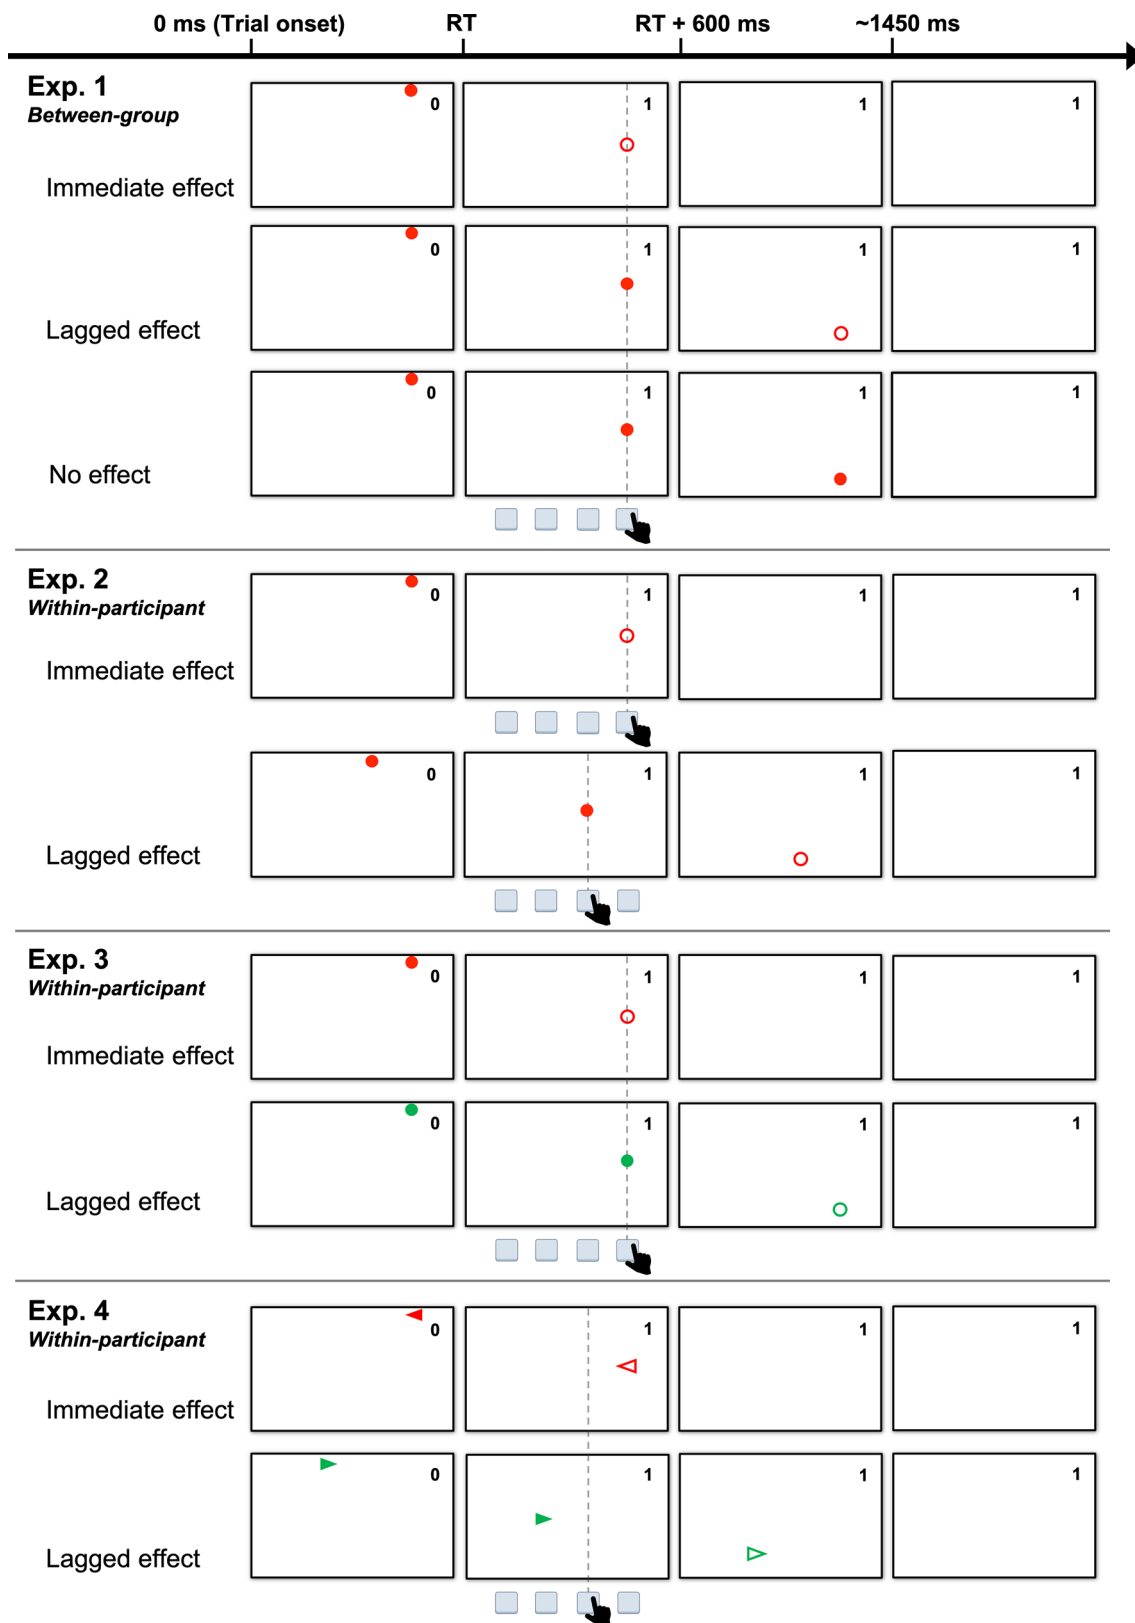 0 ms (Trial onset) RT RT + 600 ms ~1450 ms
Exp. 1
Between-group
0 1 1 1
Immediate effect
0 1 1 1
Lagged effect
0 1 1 1
No effect
Exp. 2
Within-participant
0 1 1 1
Immediate effect
0 1 1 1
Lagged effect
Exp. 3
Within-participant
0 1 1 1
Immediate effect
0 1 1 1
Lagged effect
Exp. 4
Within-participant
0 1 1 1
Immediate effect
0 1 1 1
Lagged effect